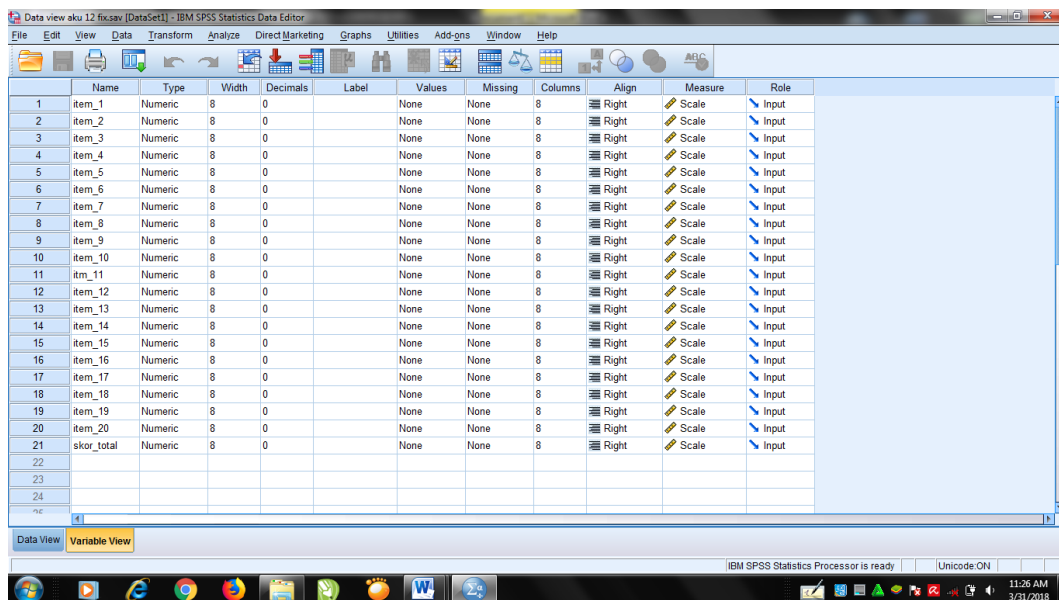 Data view aku 12 fix.sav [DataSet1] - IBM SPSS Statistics Data Editor
File Edit View Data Transform Analyze Direct Marketing Graphs Utilities Add-ons Window Help
Name Type Width Decimals Label Values Missing Columns Align Measure Role
1 item_1 Numeric 8 0 None None 8 Right Scale Input
2 item_2 Numeric 8 0 None None 8 Right Scale Input
3 item_3 Numeric 8 0 None None 8 Right Scale Input
4 item_4 Numeric 8 0 None None 8 Right Scale Input
5 item_5 Numeric 8 0 None None 8 Right Scale Input
6 item_6 Numeric 8 0 None None 8 Right Scale Input
7 item_7 Numeric 8 0 None None 8 Right Scale Input
8 item_8 Numeric 8 0 None None 8 Right Scale Input
9 item_9 Numeric 8 0 None None 8 Right Scale Input
10 item_10 Numeric 8 0 None None 8 Right Scale Input
11 itm_11 Numeric 8 0 None None 8 Right Scale Input
12 item_12 Numeric 8 0 None None 8 Right Scale Input
13 item_13 Numeric 8 0 None None 8 Right Scale Input
14 item_14 Numeric 8 0 None None 8 Right Scale Input
15 item_15 Numeric 8 0 None None 8 Right Scale Input
16 item_16 Numeric 8 0 None None 8 Right Scale Input
17 item_17 Numeric 8 0 None None 8 Right Scale Input
18 item_18 Numeric 8 0 None None 8 Right Scale Input
19 item_19 Numeric 8 0 None None 8 Right Scale Input
20 item_20 Numeric 8 0 None None 8 Right Scale Input
21 skor_total Numeric 8 0 None None 8 Right Scale Input
22
23
24
Data View Variable View
IBM SPSS Statistics Processor is ready Unicode:ON
11:26 AM
3/31/2018